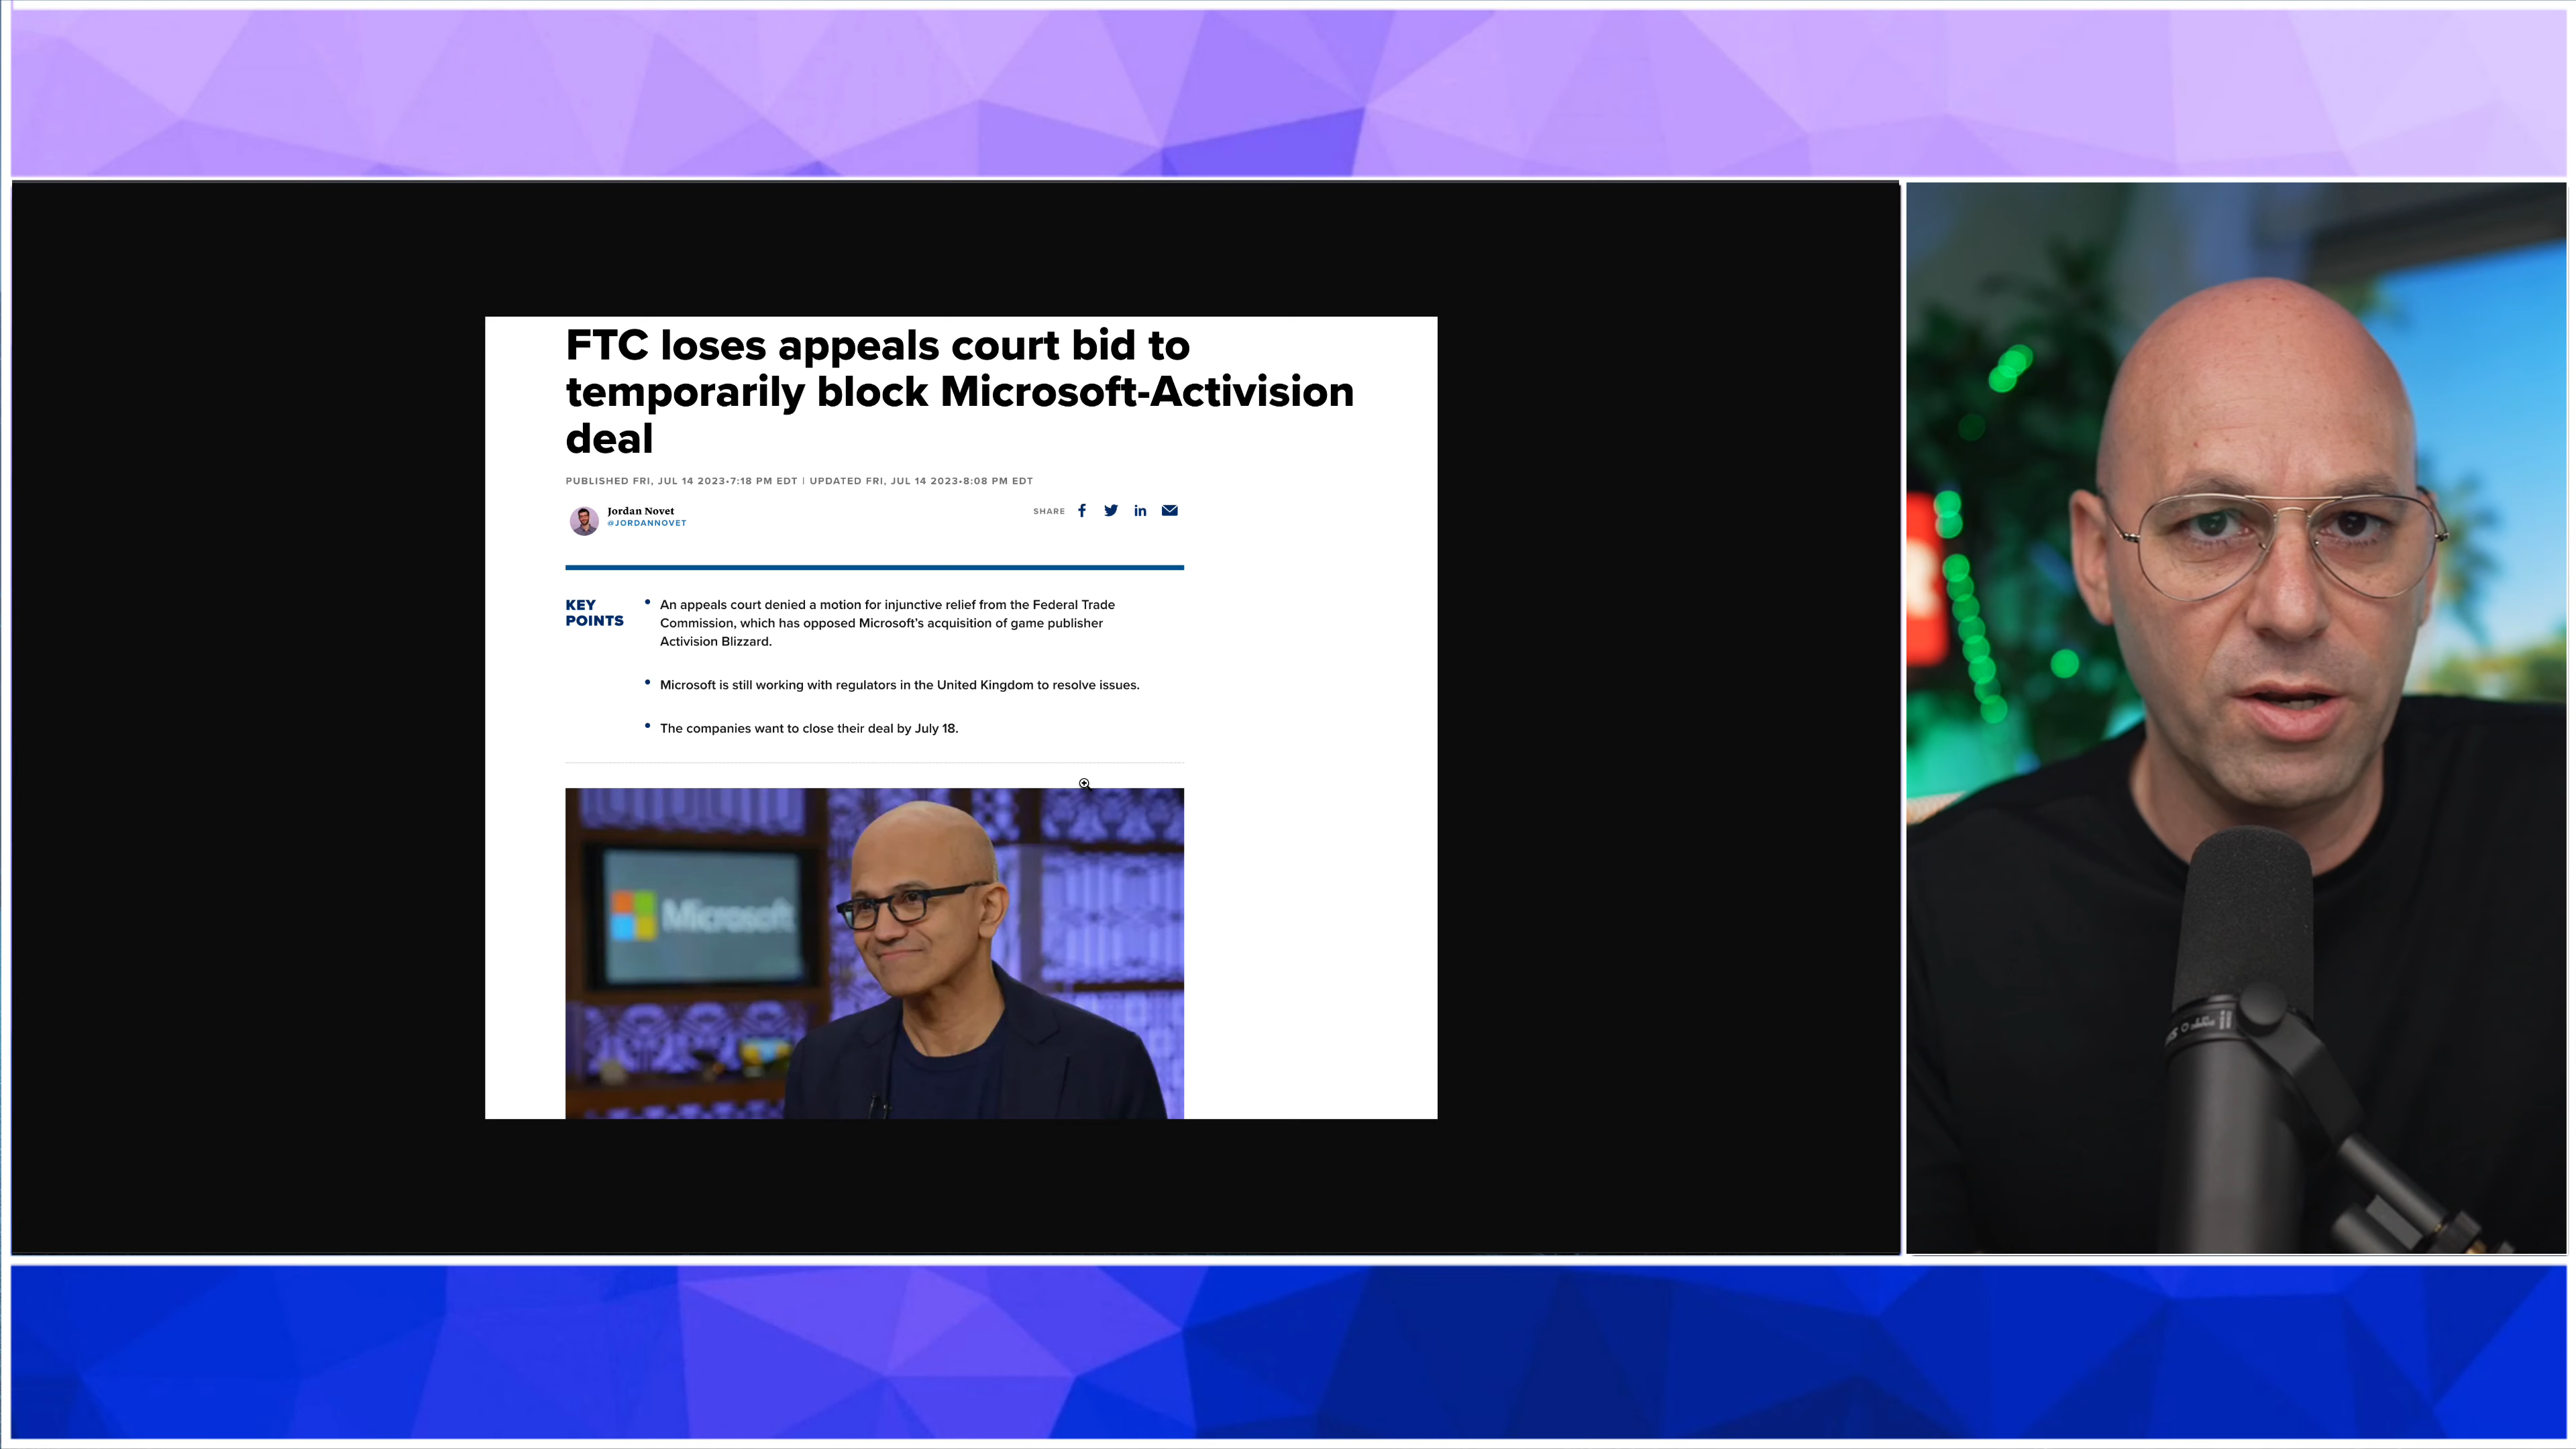 FTC loses appeals court bid to
temporarily block Microsoft-Activision
deal
PUBLISHED FRI, JUL 14 2023•7:18 PM EDT | UPDATED FRI, JUL 14 2023•8:08 PM EDT
Jordan Novet
@JORDANNOVET
SHARE
KEY
POINTS
• An appeals court denied a motion for injunctive relief from the Federal Trade
Commission, which has opposed Microsoft’s acquisition of game publisher
Activision Blizzard.
• Microsoft is still working with regulators in the United Kingdom to resolve issues.
• The companies want to close their deal by July 18.
Microsoft